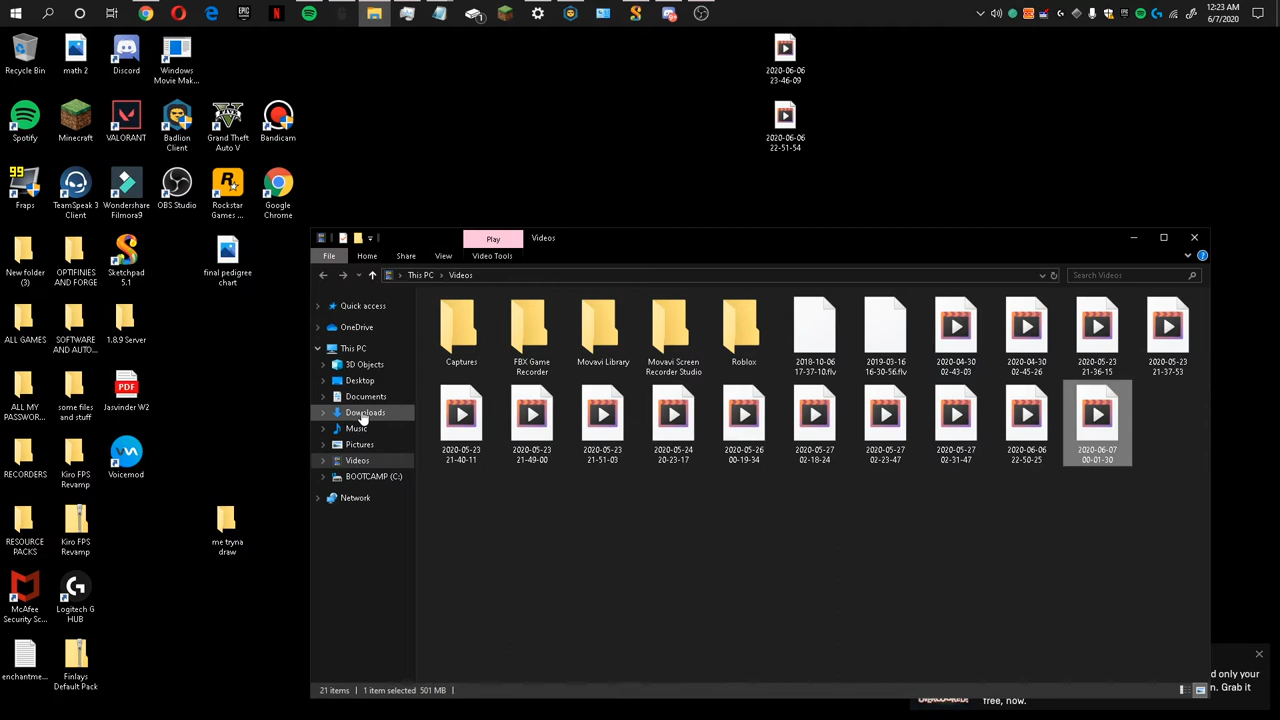 12:23 AM
6/7/2020
EPIC
Recycle Bin
math 2
Discord
Windows
Movie Mak...
2020-06-06
23-46-09
Spotify
Minecraft
VALORANT
Badlion
Client
Grand Theft
Auto V
Bandicam
2020-06-06
22-51-54
99
Fraps
TeamSpeak 3
Client
Wondershare
Filmora9
OBS Studio
Rockstar
Games ...
Google
Chrome
New folder
(3)
OPTIFINIES
AND FORGE
Sketchpad
5.1
final pedigree
chart
ALL GAMES
SOFTWARE
AND AUTO...
1.8.9 Server
ALL MY
PASSWOR...
some files
and stuff
PDF
Jasvinder W2
RECORDERS
Kiro FPS
Revamp
Voicemod
RESOURCE
PACKS
Kiro FPS
Revamp
me tryna
draw
McAfee
Security Sc...
Logitech G
HUB
enchantme...
Finlays
Default Pack
Play
Videos
File
Home
Share
View
Video Tools
This PC
Videos
Search Videos
Quick access
OneDrive
This PC
3D Objects
Desktop
Documents
Downloads
Music
Pictures
Videos
BOOTCAMP (C:)
Network
Captures
FBX Game
Recorder
Movavi Library
Movavi Screen
Recorder Studio
Roblox
2018-10-06
17-37-10.flv
2019-03-16
16-30-56.flv
2020-04-30
02-43-03
2020-04-30
02-45-26
2020-05-23
21-36-15
2020-05-23
21-37-53
2020-05-23
21-40-11
2020-05-23
21-49-00
2020-05-23
21-51-03
2020-05-24
20-23-17
2020-05-26
00-19-34
2020-05-27
02-18-24
2020-05-27
02-23-47
2020-05-27
02-31-47
2020-06-06
22-50-25
2020-06-07
00-01-30
21 items
1 item selected 501 MB
d only your
n. Grab it
free, now.